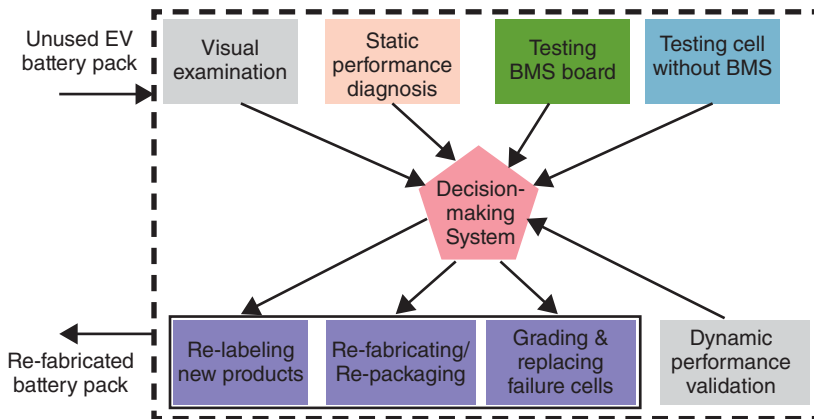 Unused EV
battery pack
Visual
examination
Static
performance
diagnosis
Testing
BMS board
Testing cell
without BMS
Decision-
making
System
Re-fabricated
battery pack
Re-labeling
new products
Re-fabricating/
Re-packaging
Grading &
replacing
failure cells
Dynamic
performance
validation